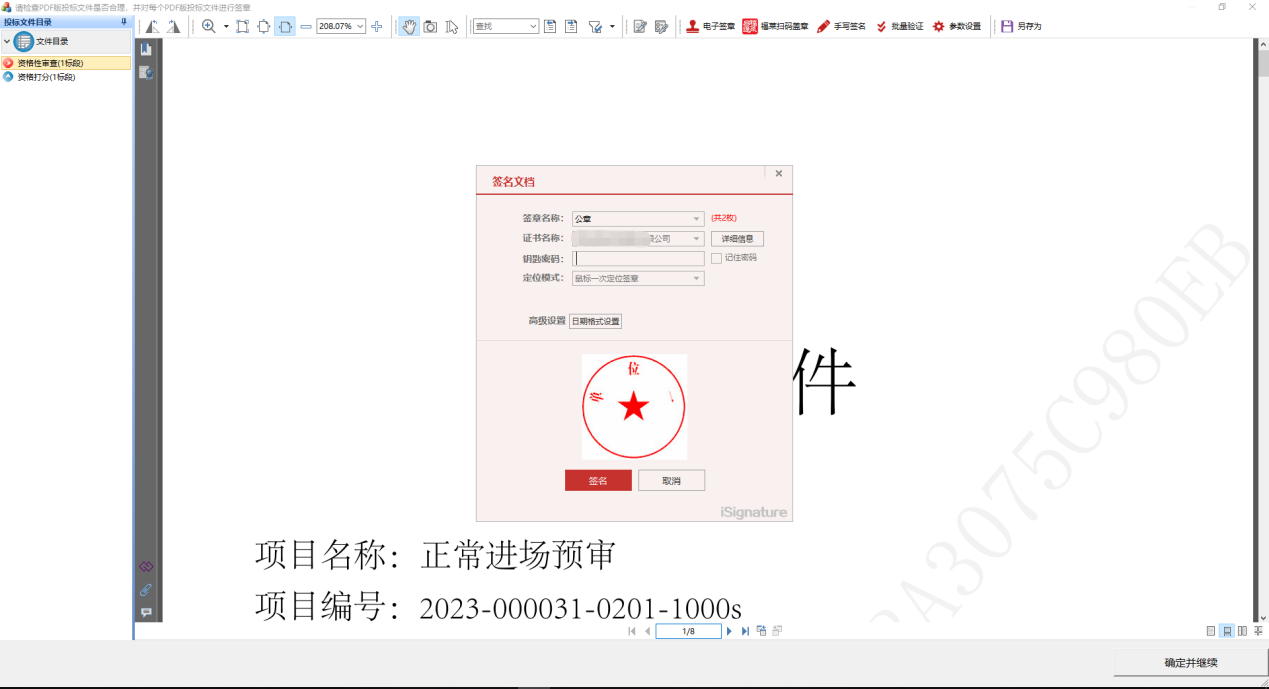 请检查PDF版投标文件是否合理，并对每个PDF版投标文件进行签章
投标文件目录
文件目录
资格性审查(1标段)
资格打分(1标段)
208.07%
查找
电子签章
福莱扫码盖章
手写签名
批量验证
参数设置
另存为
签名文档
签章名称: 公章 (共2枚)
证书名称: 公司 详细信息
钥匙密码: 记住密码
定位模式: 鼠标一次定位签章
高级设置 日期格式设置
位
签名 取消
iSignature
件
项目名称: 正常进场预审
项目编号: 2023-000031-0201-1000s
A3075C980EB
1/8
确定并继续